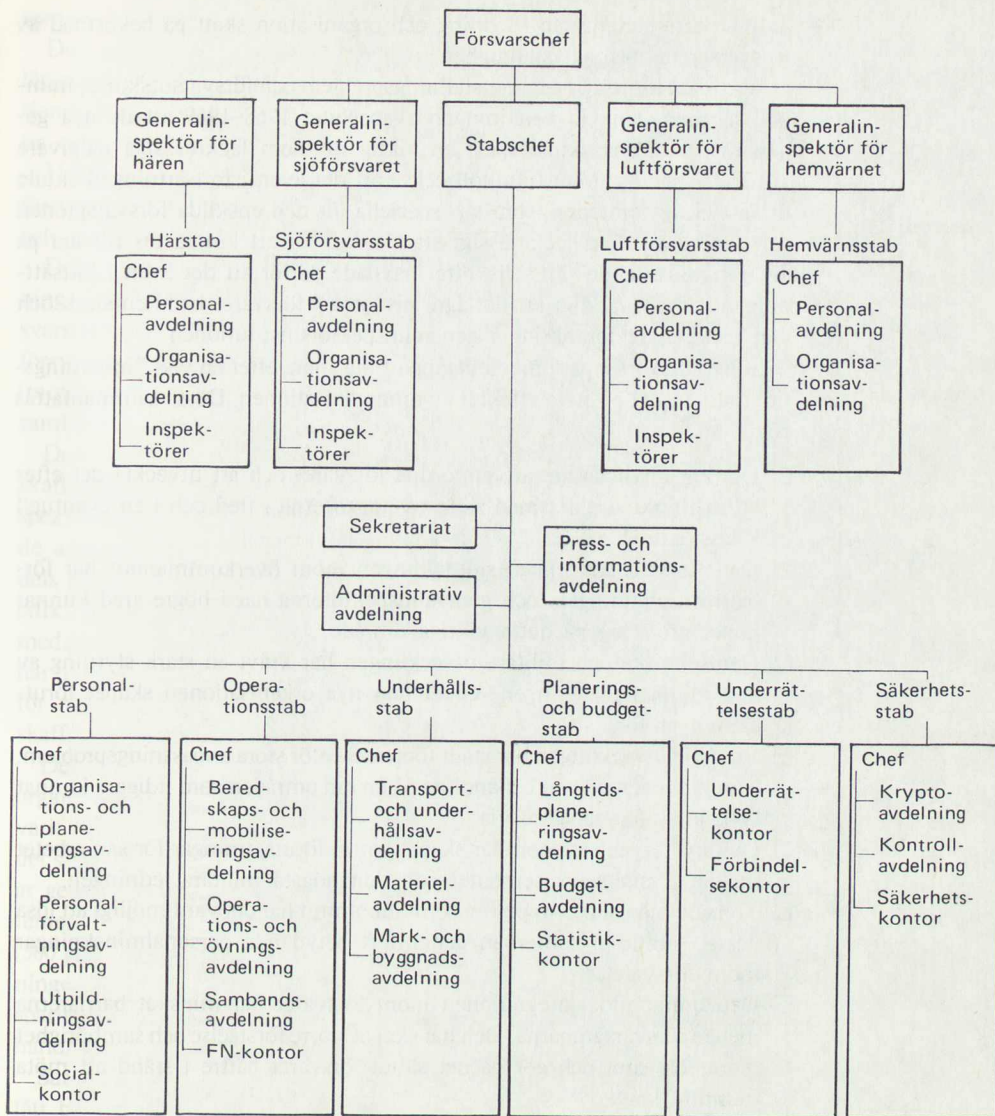 Försvarschef
Generalin-
spektör för
hären
Generalin-
spektör för
sjöförsvaret
Stabschef
Generalin-
spektör för
luftförsvaret
Generalin-
spektör för
hemvärnet
Härstab
Chef
Personal-
avdelning
Organisa-
tionsav-
delning
Inspek-
törer
Sjöförsvarsstab
Chef
Personal-
avdelning
Organisa-
tionsav-
delning
Inspek-
törer
Luftförsvarsstab
Chef
Personal-
avdelning
Organisa-
tionsav-
delning
Inspek-
törer
Hemvärnsstab
Chef
Personal-
avdelning
Organisa-
tionsav-
delning
Sekretariat
Press- och
informations-
avdelning
Administrativ
avdelning
Personal-
stab
Chef
Organisa-
tions- och
plane-
ringsav-
delning
Personal-
förvalt-
ningsav-
delning
Utbild-
ningsav-
delning
Social-
kontor
Opera-
tionsstab
Chef
Bered-
skaps- och
mobilise-
ringsav-
delning
Opera-
tions- och
övnings-
avdelning
Sambands-
avdelning
FN-kontor
Underhålls-
stab
Chef
Transport-
och under
hållsav-
delning
Materiel-
avdelning
Mark- och
byggnads-
avdelning
Planerings-
och budget-
stab
Chef
Långtids-
plane-
ringsav-
delning
Budget-
avdelning
Statistik-
kontor
Underrät-
telsestab
Chef
Underrät-
telse-
kontor
Förbindel-
sekontor
Säkerhets-
stab
Chef
Krypto-
avdelning
Kontroll-
avdelning
Säkerhets-
kontor